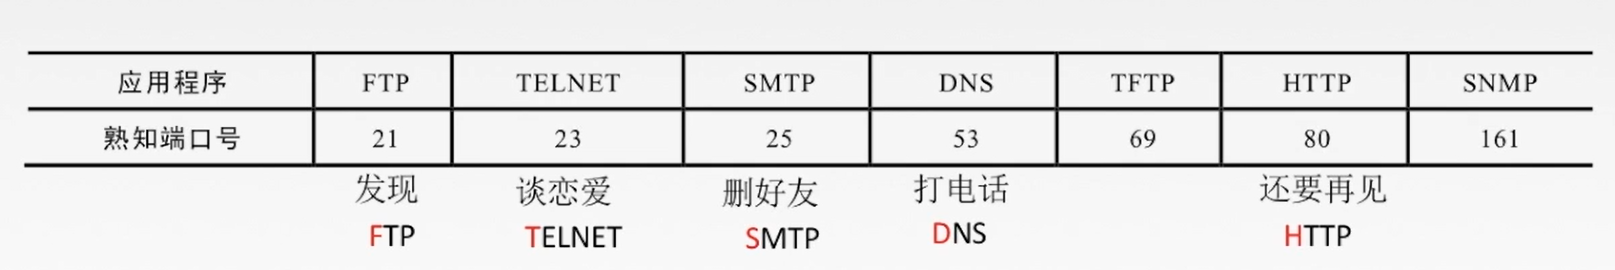 应用程序 FTP TELNET SMTP DNS TFTP HTTP SNMP
熟知端口号 21 23 25 53 69 80 161
发现 谈恋爱 删好友 打电话 还要再见
FTP TELNET SMTP DNS HTTP